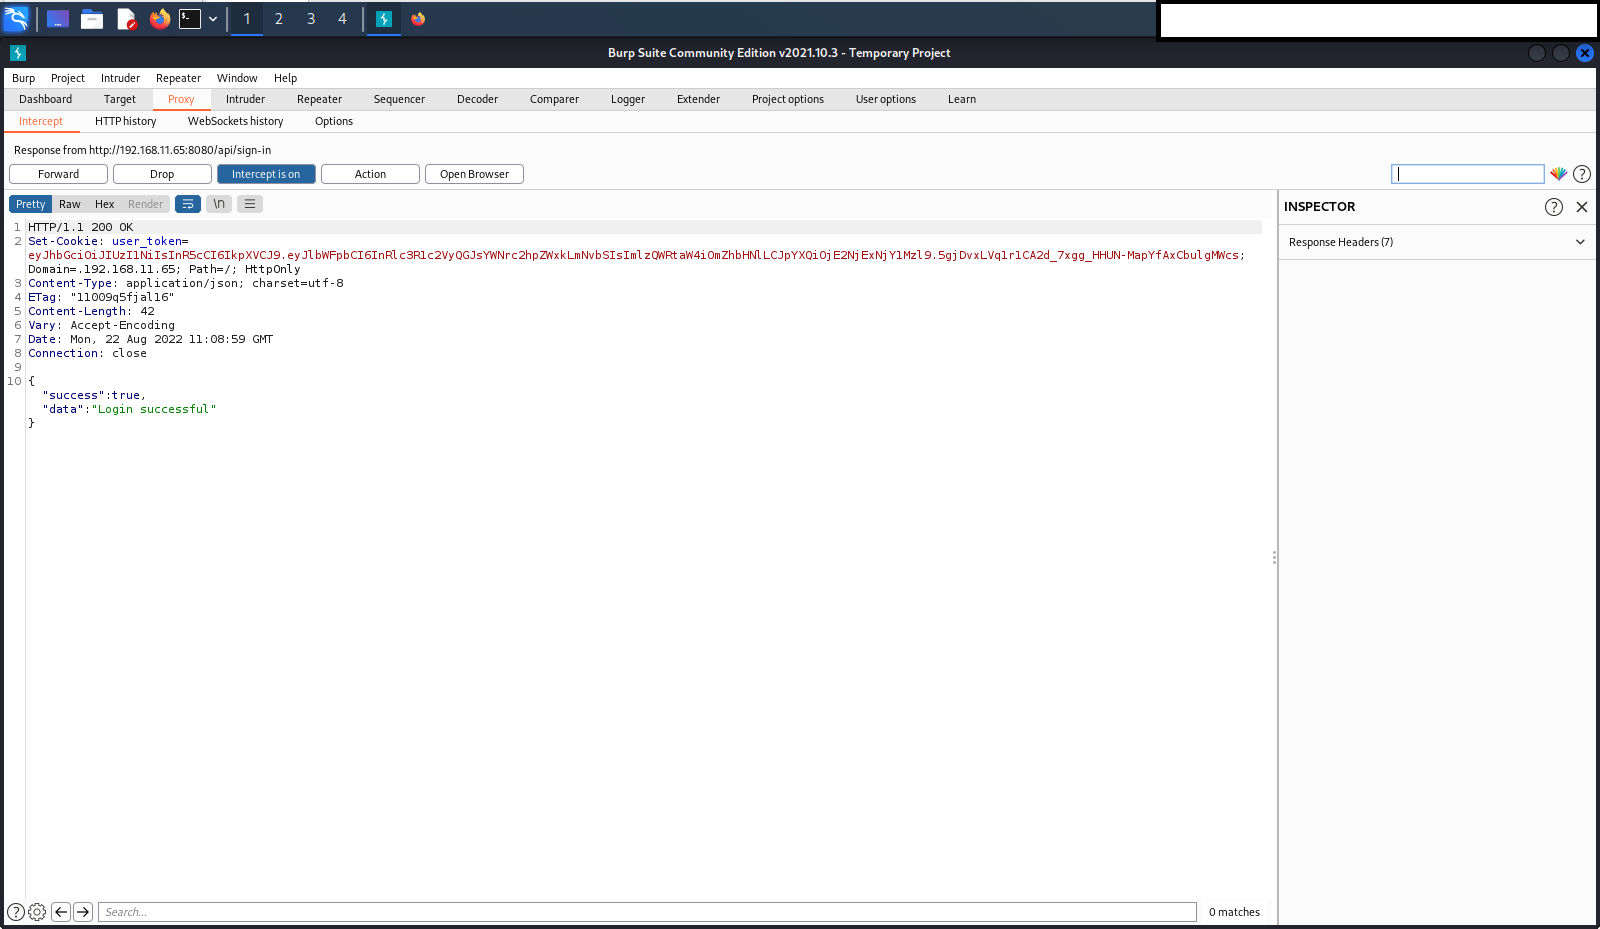 1 2 3 4
Burp Suite Community Edition v2021.10.3 - Temporary Project
Burp Project Intruder Repeater Window Help
Dashboard Target Proxy Intruder Repeater Sequencer Decoder Comparer Logger Extender Project options User options Learn
Intercept HTTP history WebSockets history Options
Response from http://192.168.11.65:8080/api/sign-in
Forward Drop Intercept is on Action Open Browser
Pretty Raw Hex Render \n
INSPECTOR
Response Headers (7)
1 HTTP/1.1 200 OK
2 Set-Cookie: user_token=
eyJhbGciOiJIUzI1NiIsInR5cCI6IkpXVCJ9.eyJlbWFpbCI6InRlc3R1c2VyQGJsYWNrc2hpZWxkLmNvbSIsImlzQWRtaW4iOmZhbHNlLCJpYXQiOjE2NjExNjY1Mzl9.5gjDvxLVq1r1CA2d_7xgg_HHUN-MapYfAxCbulgMWcs;
Domain=.192.168.11.65; Path=/; HttpOnly
3 Content-Type: application/json; charset=utf-8
4 ETag: "11009q5fjal16"
5 Content-Length: 42
6 Vary: Accept-Encoding
7 Date: Mon, 22 Aug 2022 11:08:59 GMT
8 Connection: close
9
10 {
"success":true,
"data":"Login successful"
}
Search...
0 matches